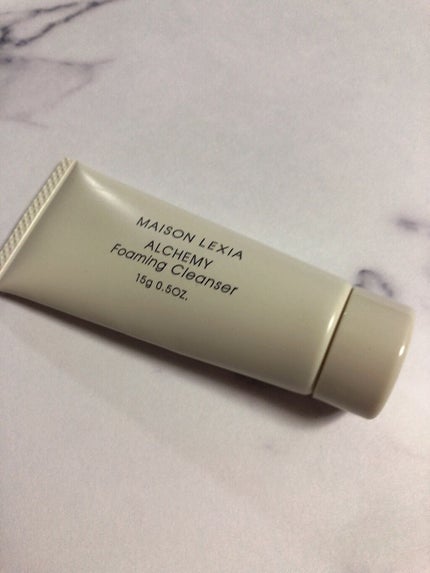 MAISON LEXIA
ALCHEMY
Foaming Cleanser
15g 0.5OZ.